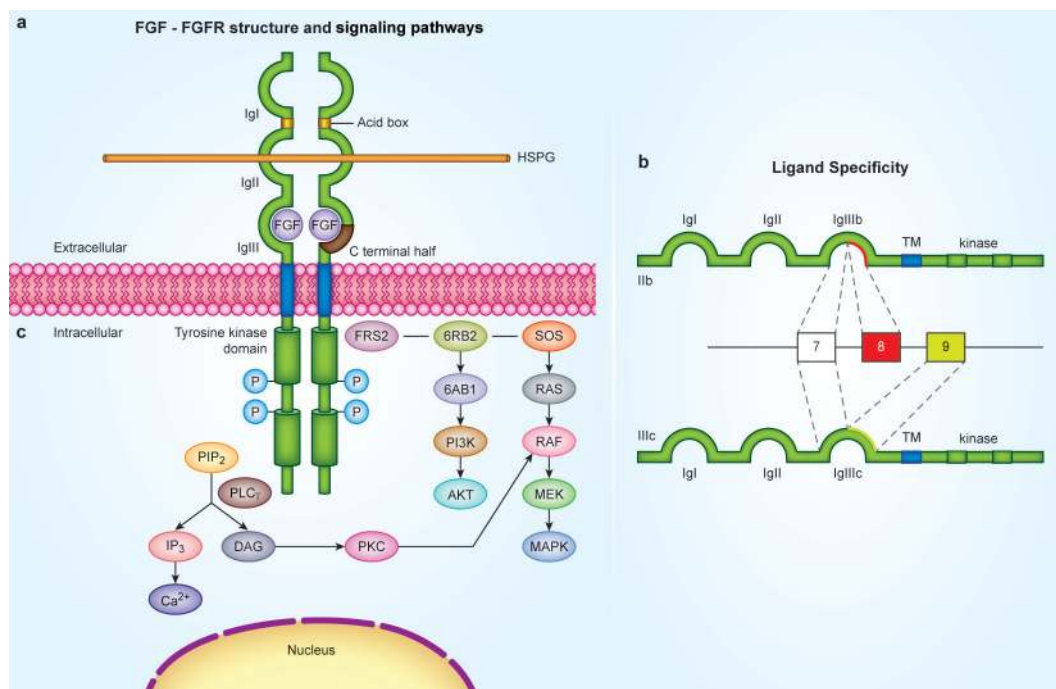 a
FGF - FGFR structure and signaling pathways
IgI
Acid box
HSPG
IgII
FGF
FGF
IgIII
C terminal half
Extracellular
c
Intracellular
Tyrosine kinase
domain
P
P
P
P
FRS2
6RB2
SOS
6AB1
RAS
PI3K
RAF
AKT
MEK
MAPK
PIP2
PLCT
IP3
DAG
PKC
Ca2+
Nucleus
b
Ligand Specificity
IgI
IgII
IgIIIb
TM
kinase
IIb
7
8
9
IIIc
IgI
IgII
IgIIIc
TM
kinase